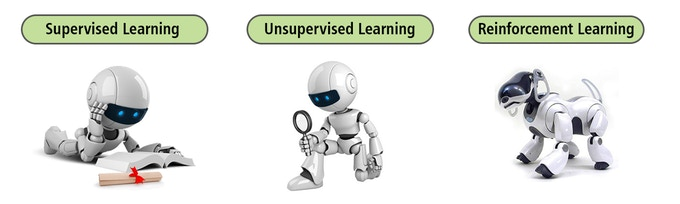 Supervised Learning
Unsupervised Learning
Reinforcement Learning